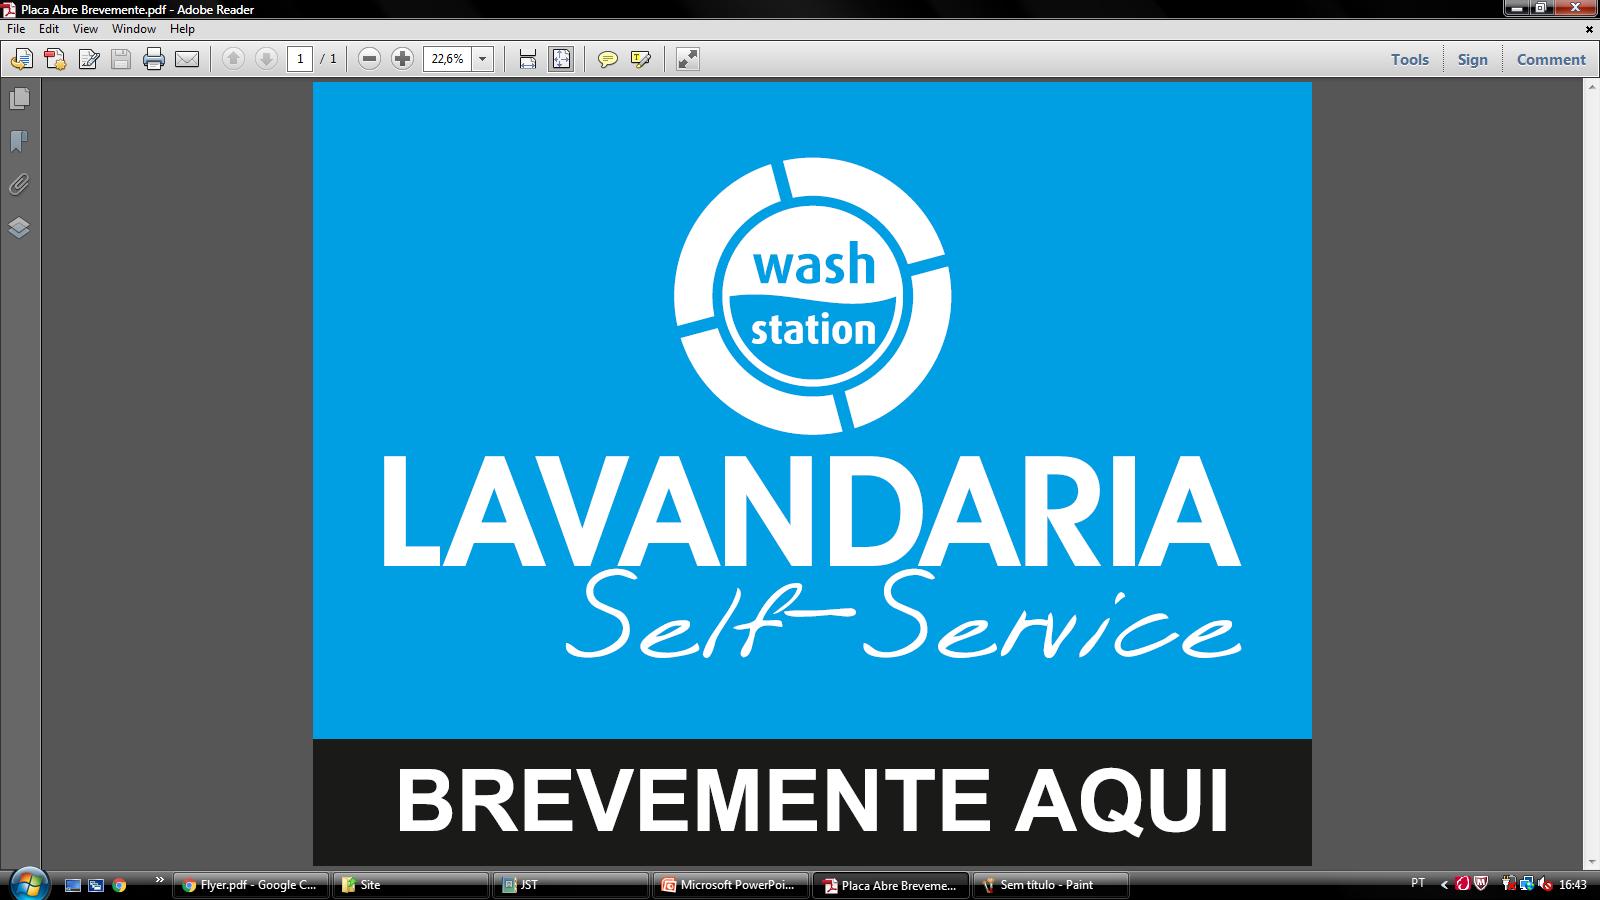 Placa Abre Brevemente.pdf - Adobe Reader
File Edit View Window Help
1 / 1 22,6% Tools Sign Comment
wash
station
LAVANDARIA
Self-Service
BREVEMENTE AQUI
Flyer.pdf - Google C... Site JST Microsoft PowerPoi... Placa Abre Breveme... Sem título - Paint PT 16:43